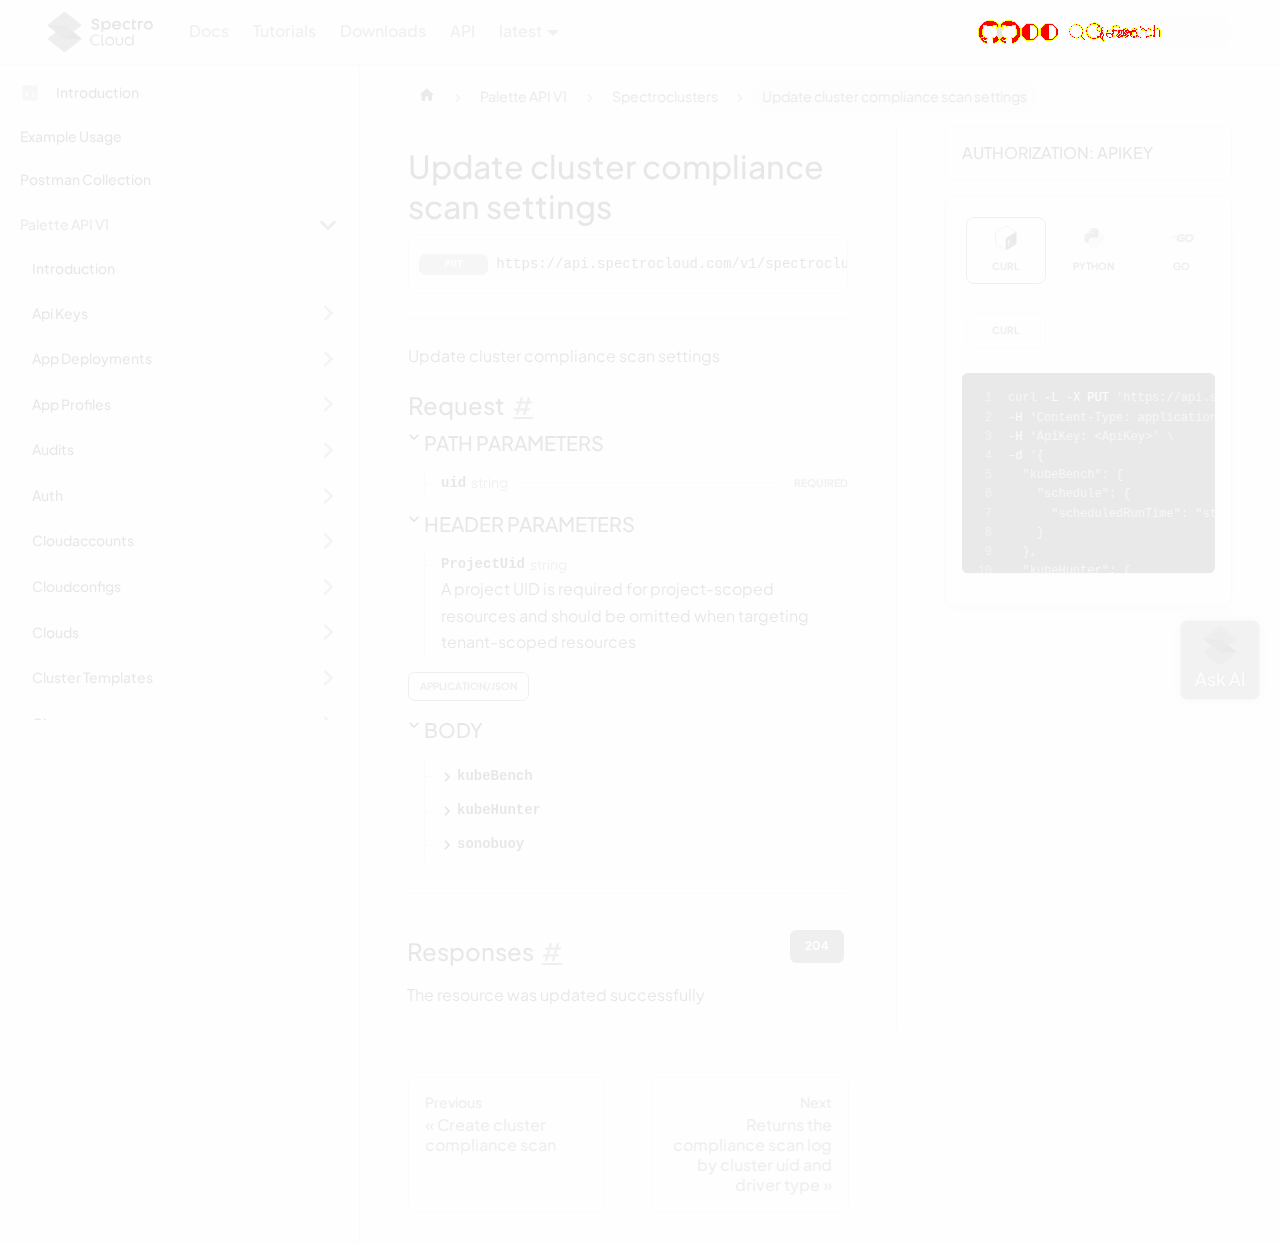 Spectro
Cloud
Docs
Tutorials
Downloads
API
latest
Introduction
Example Usage
Postman Collection
Palette API V1
Introduction
Api Keys
App Deployments
App Profiles
Audits
Auth
Cloudaccounts
Cloudconfigs
Clouds
Cluster Templates
Palette API V1
Spectroclusters
Update cluster compliance scan settings
Update cluster compliance
scan settings
PUT
https://api.spectrocloud.com/v1/spectroclu
Update cluster compliance scan settings
Request #
PATH PARAMETERS
uid string
REQUIRED
HEADER PARAMETERS
ProjectUid string
A project UID is required for project-scoped
resources and should be omitted when targeting
tenant-scoped resources
APPLICATION/JSON
BODY
kubeBench
kubeHunter
sonobuoy
Responses #
204
The resource was updated successfully
Previous
« Create cluster
compliance scan
Next
Returns the
compliance scan log
by cluster uid and
driver type »
AUTHORIZATION: APIKEY
CURL
PYTHON
GO
CURL
1 curl -L -X PUT 'https://api.s
2 -H 'Content-Type: application
3 -H 'ApiKey: <ApiKey>' \
4 -d '{
5 "kubeBench": {
6 "schedule": {
7 "scheduledRunTime": "st
8 }
9 },
10 "kubeHunter": {
Ask AI